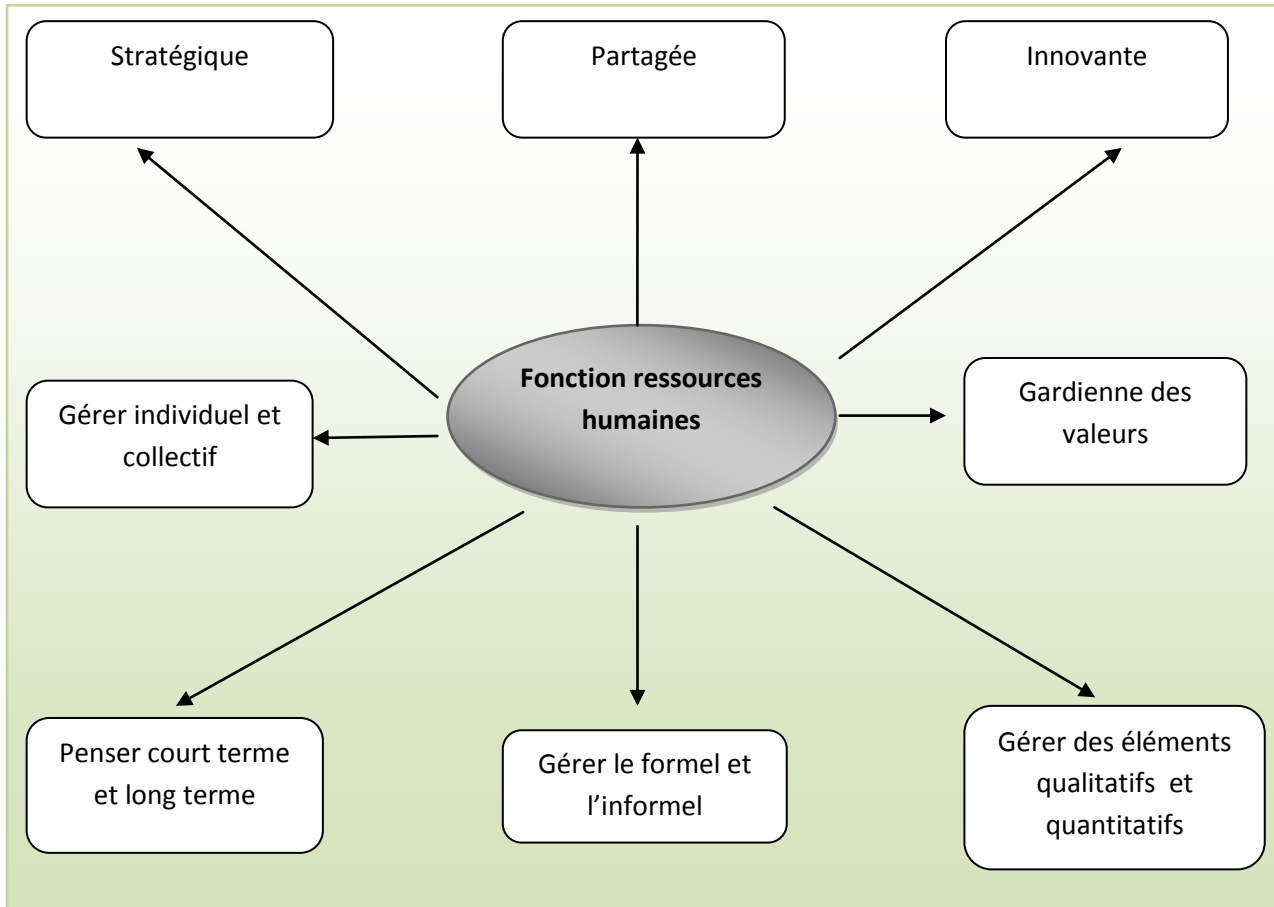 Stratégique
Partagée
Innovante
Fonction ressources
humaines
Gérer individuel et
collectif
Gardienne des
valeurs
Penser court terme
et long terme
Gérer le formel et
l’informel
Gérer des éléments
qualitatifs  et
quantitatifs